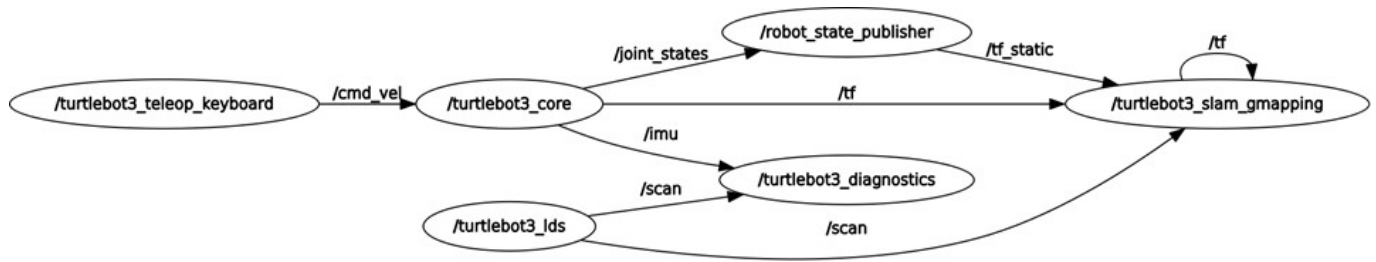 /robot_state_publisher
/tf
/joint_states
/tf_static
/turtlebot3_teleop_keyboard
/cmd_vel
/turtlebot3_core
/tf
/turtlebot3_slam_gmapping
/imu
/turtlebot3_diagnostics
/scan
/turtlebot3_lds
/scan